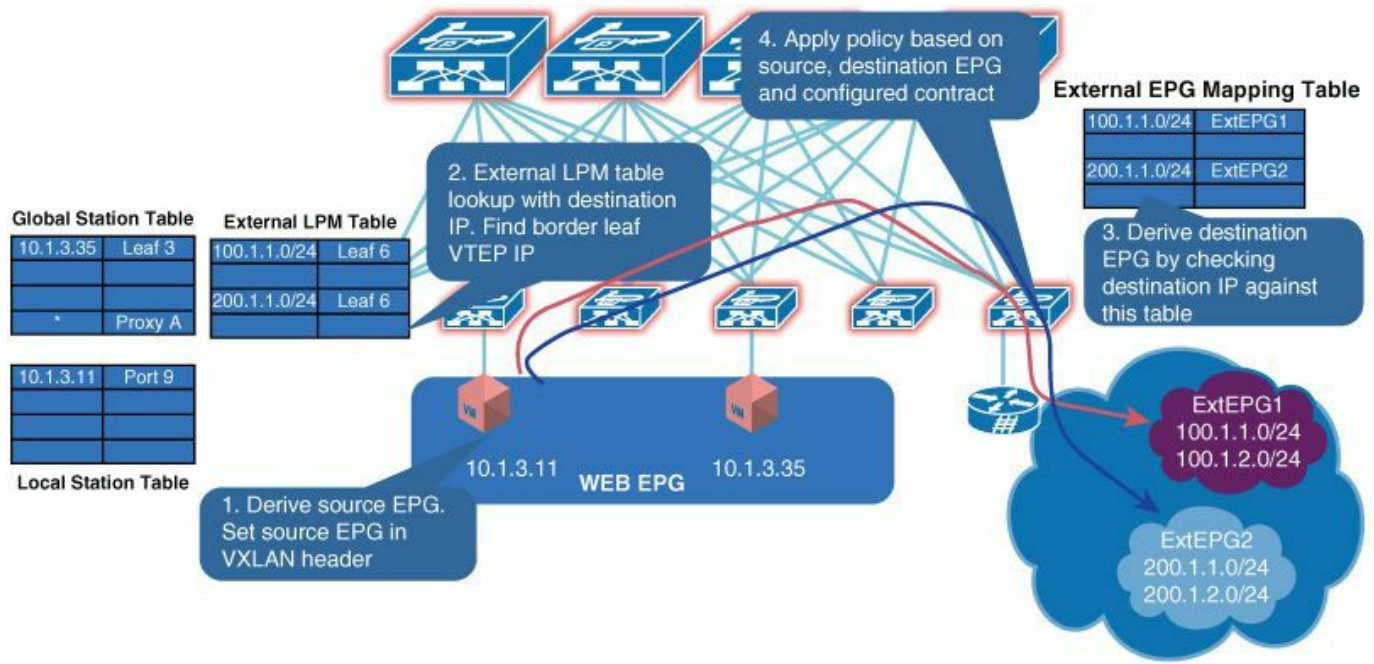 4. Apply policy based on
source, destination EPG
and configured contract
External EPG Mapping Table
100.1.1.0/24 ExtEPG1
200.1.1.0/24 ExtEPG2
2. External LPM table
lookup with destination
IP. Find border leaf
VTEP IP
3. Derive destination
EPG by checking
destination IP against
this table
Global Station Table
10.1.3.35 Leaf 3
* Proxy A
External LPM Table
100.1.1.0/24 Leaf 6
200.1.1.0/24 Leaf 6
10.1.3.11 Port 9
Local Station Table
VM
VM
10.1.3.11
10.1.3.35
WEB EPG
1. Derive source EPG.
Set source EPG in
VXLAN header
ExtEPG1
100.1.1.0/24
100.1.2.0/24
ExtEPG2
200.1.1.0/24
200.1.2.0/24